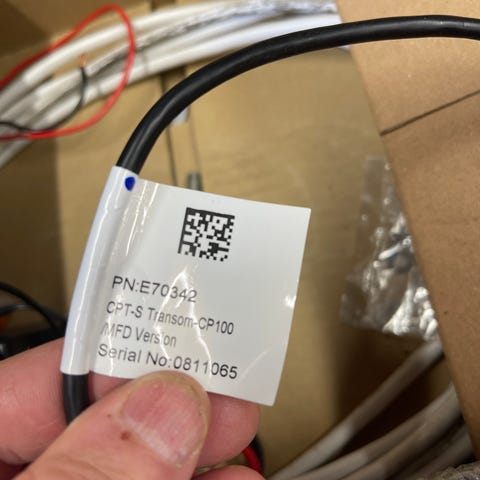 PN:E70342
CPT-S Transom-CP100
/MFD Version
Serial No:0811065